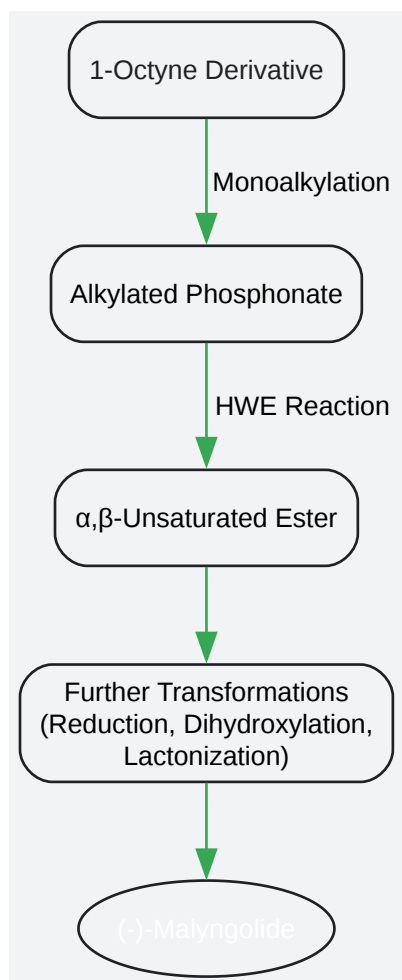 1-Octyne Derivative
Monoalkylation
Alkylated Phosphonate
HWE Reaction
α,β-Unsaturated Ester
Further Transformations
(Reduction, Dihydroxylation,
Lactonization)
(-)-Malyngolide